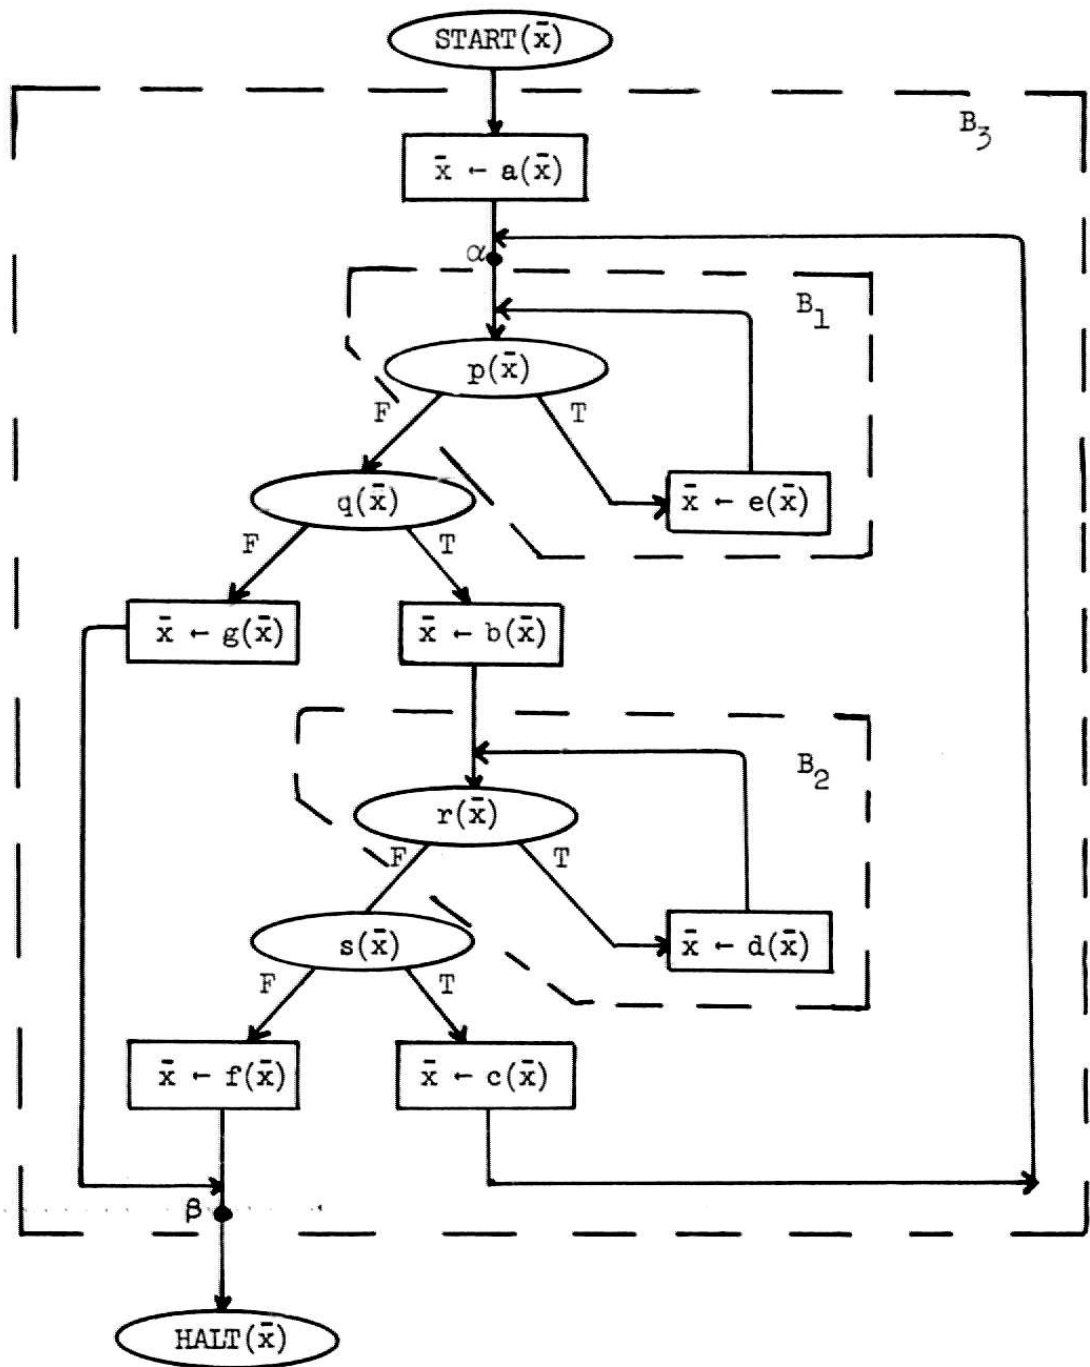 START(x̄)
B₃
x̄ ← a(x̄)
α
B₁
p(x̄)
F T
q(x̄) x̄ ← e(x̄)
F T
x̄ ← g(x̄) x̄ ← b(x̄)
B₂
r(x̄)
F T
s(x̄) x̄ ← d(x̄)
F T
x̄ ← f(x̄) x̄ ← c(x̄)
β
HALT(x̄)